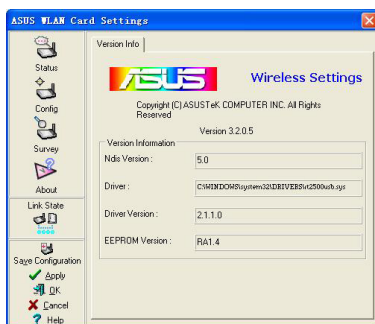 ASUS WLAN Card Settings
Status
Config
Survey
About
Link State
Save Configuration
Apply
OK
Cancel
Help
Version Info
ASUS
Wireless Settings
Copyright (C) ASUSTeK COMPUTER INC. All Rights
Reserved
Version 3.2.0.5
Version Information
Ndis Version : 5.0
Driver : C:\WINDOWS\system32\DRIVERS\rt2500usb.sys
Driver Version : 2.1.1.0
EEPROM Version : RA1.4